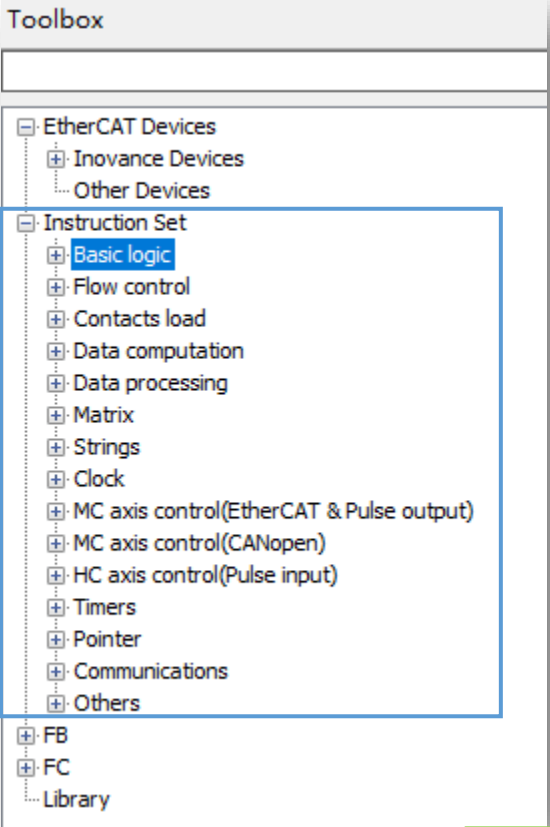 Toolbox
EtherCAT Devices
Inovance Devices
Other Devices
Instruction Set
Basic logic
Flow control
Contacts load
Data computation
Data processing
Matrix
Strings
Clock
MC axis control(EtherCAT & Pulse output)
MC axis control(CANopen)
HC axis control(Pulse input)
Timers
Pointer
Communications
Others
FB
FC
Library